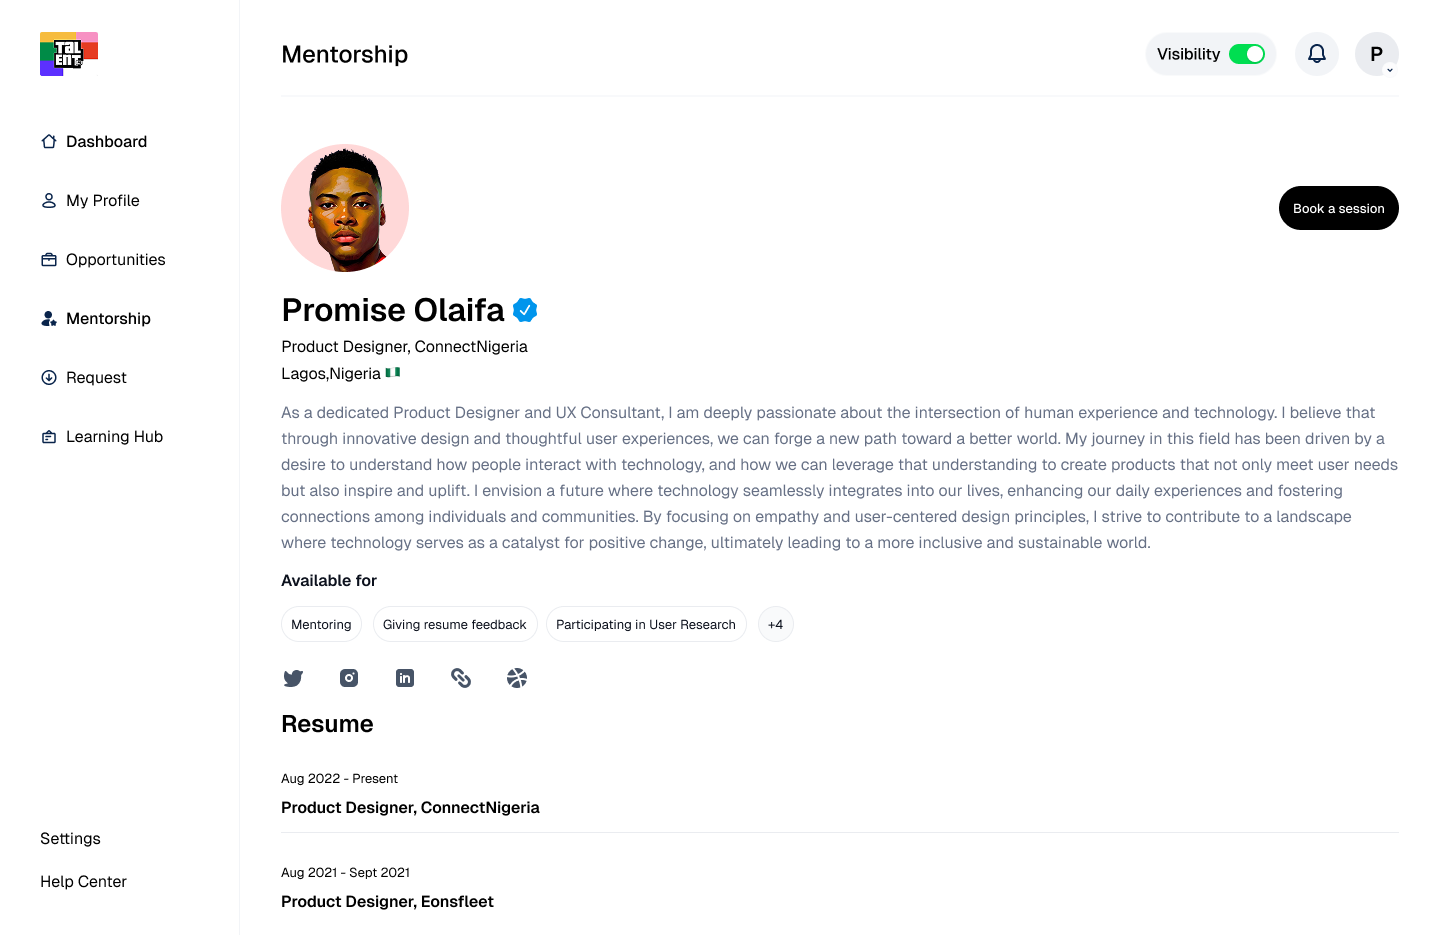 TALENT
Mentorship
Visibility
P
Dashboard
My Profile
Opportunities
Mentorship
Request
Learning Hub
Settings
Help Center
Book a session
Promise Olaifa
Product Designer, ConnectNigeria
Lagos,Nigeria
As a dedicated Product Designer and UX Consultant, I am deeply passionate about the intersection of human experience and technology. I believe that
through innovative design and thoughtful user experiences, we can forge a new path toward a better world. My journey in this field has been driven by a
desire to understand how people interact with technology, and how we can leverage that understanding to create products that not only meet user needs
but also inspire and uplift. I envision a future where technology seamlessly integrates into our lives, enhancing our daily experiences and fostering
connections among individuals and communities. By focusing on empathy and user-centered design principles, I strive to contribute to a landscape
where technology serves as a catalyst for positive change, ultimately leading to a more inclusive and sustainable world.
Available for
Mentoring
Giving resume feedback
Participating in User Research
+4
in
Resume
Aug 2022 - Present
Product Designer, ConnectNigeria
Aug 2021 - Sept 2021
Product Designer, Eonsfleet